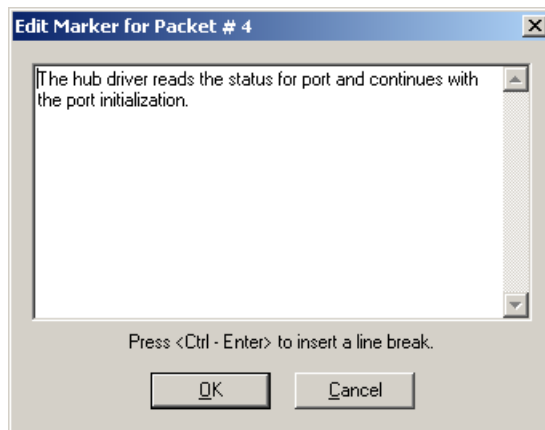 Edit Marker for Packet # 4
The hub driver reads the status for port and continues with
the port initialization.
Press <Ctrl - Enter> to insert a line break.
OK
Cancel